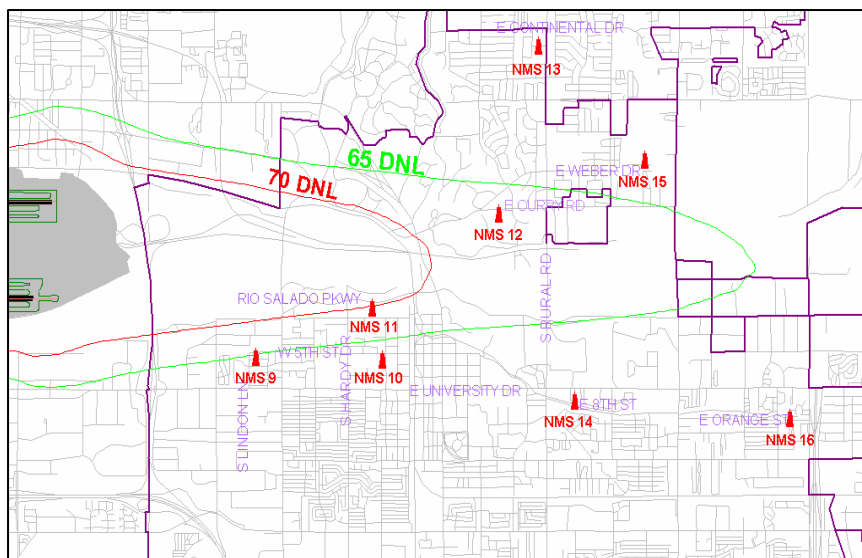 E CONTINENTAL DR
NMS 13
65 DNL
70 DNL
E WEBER DR
NMS 15
E CURRY RD
NMS 12
S RURAL RD
RIO SALADO PKWY
NMS 11
W 5TH ST
NMS 9
NMS 10
S HARDY DR
S LINDON LN
E UNIVERSITY DR
E 8TH ST
NMS 14
E ORANGE ST
NMS 16